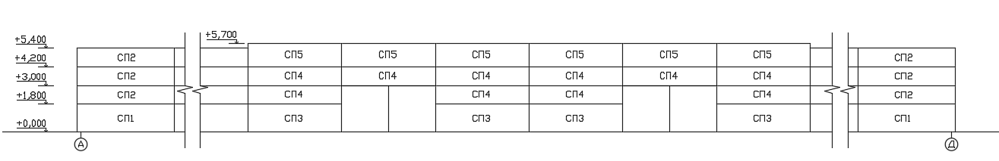 +5,700
+5,400
СП2 СП5 СП5 СП5 СП5 СП5 СП5 СП2
+4,200
СП2 СП4 СП4 СП4 СП4 СП4 СП4 СП2
+3,000
СП2 СП4 СП4 СП4 СП4 СП2
+1,800
СП1 СП3 СП3 СП3 СП3 СП1
+0,000
А Д